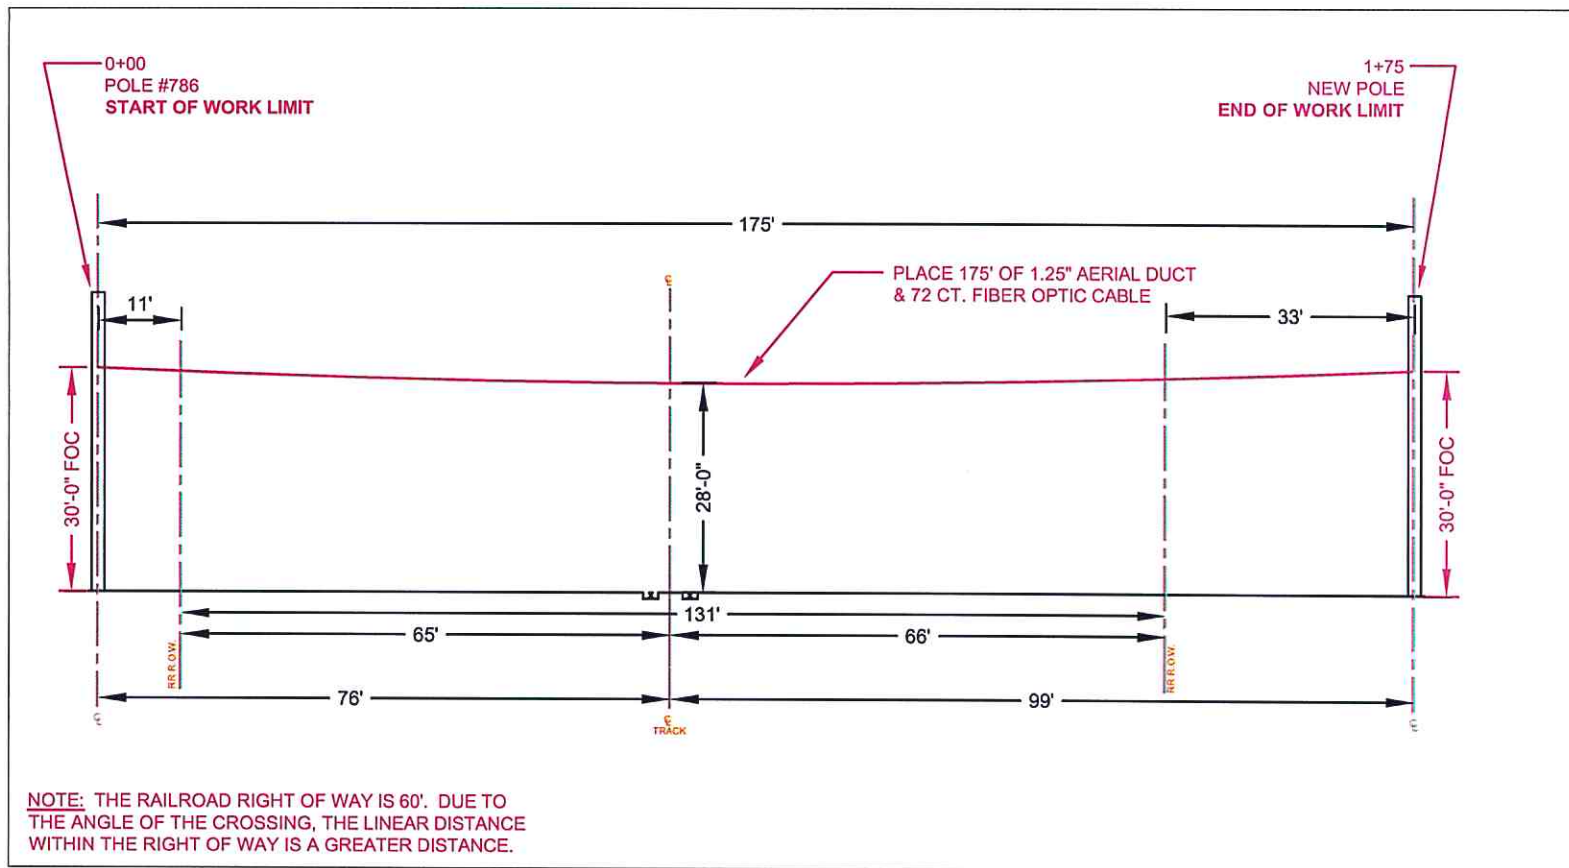 0+00
POLE #786
START OF WORK LIMIT
1+75
NEW POLE
END OF WORK LIMIT
175'
PLACE 175' OF 1.25" AERIAL DUCT
& 72 CT. FIBER OPTIC CABLE
11'
33'
30'-0" FOC
28'-0"
30'-0" FOC
131'
65'
66'
RR R.O.W.
RR R.O.W.
76'
99'
TRACK
NOTE: THE RAILROAD RIGHT OF WAY IS 60'. DUE TO
THE ANGLE OF THE CROSSING, THE LINEAR DISTANCE
WITHIN THE RIGHT OF WAY IS A GREATER DISTANCE.